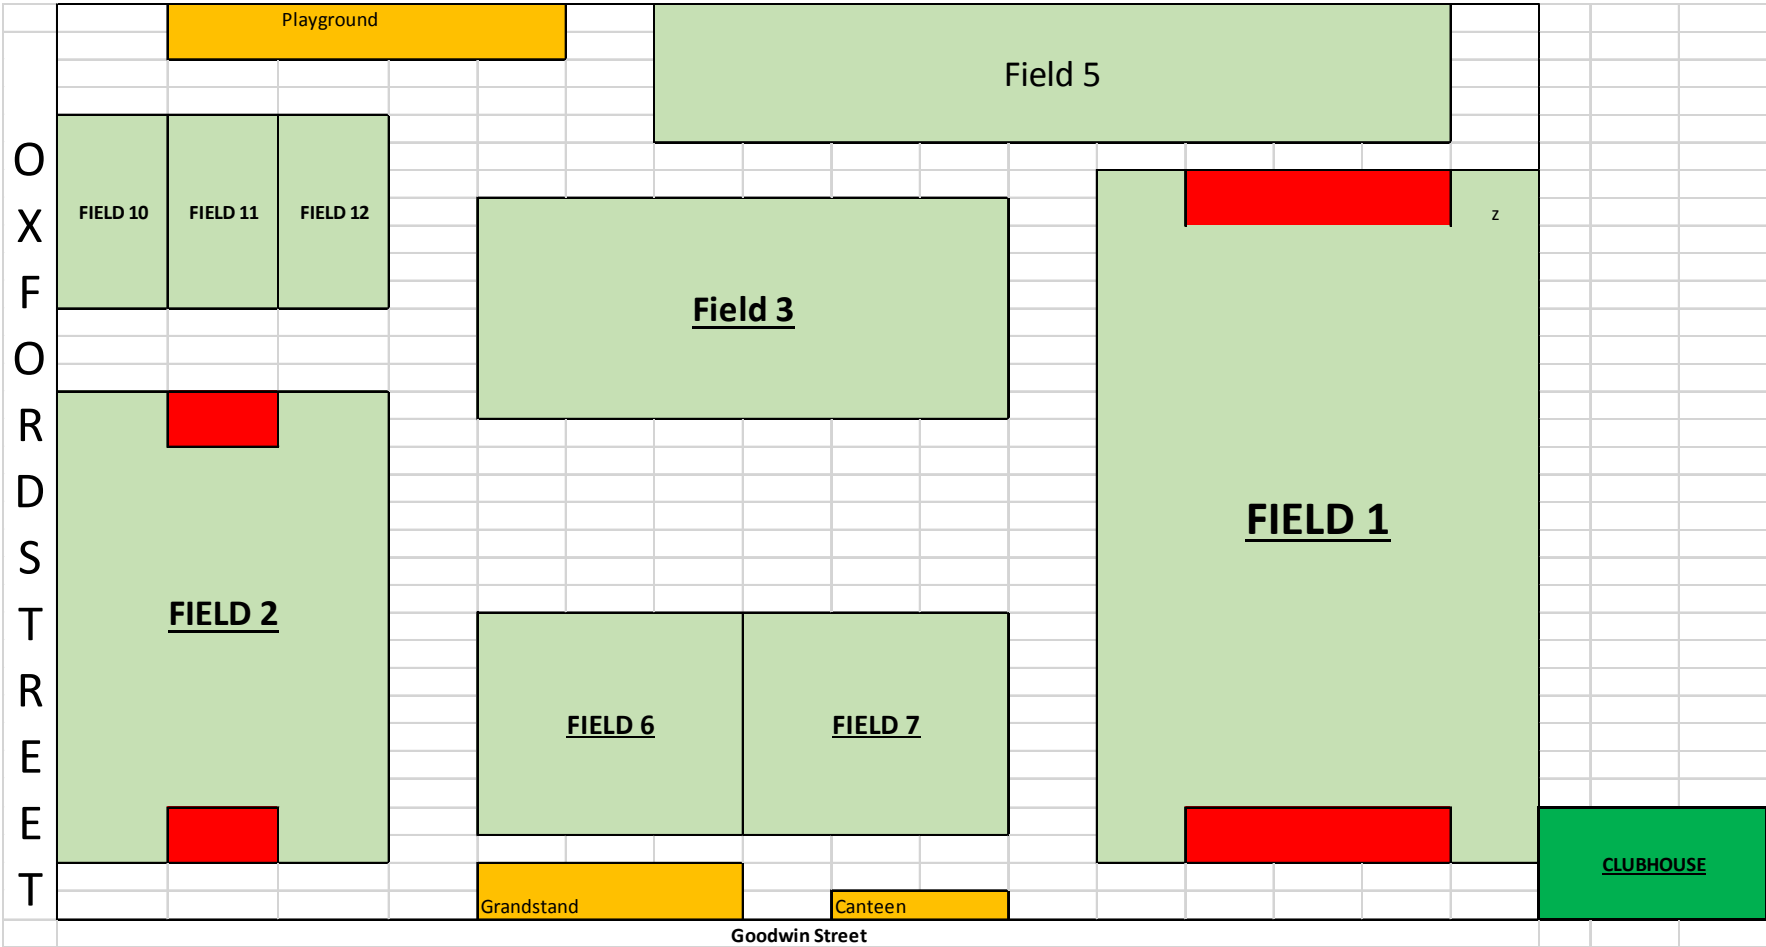 Playground
Field 5
O
X
F
O
R
D
S
T
R
E
E
T
FIELD 10
FIELD 11
FIELD 12
z
Field 3
FIELD 1
FIELD 2
FIELD 6
FIELD 7
CLUBHOUSE
Grandstand
Canteen
Goodwin Street